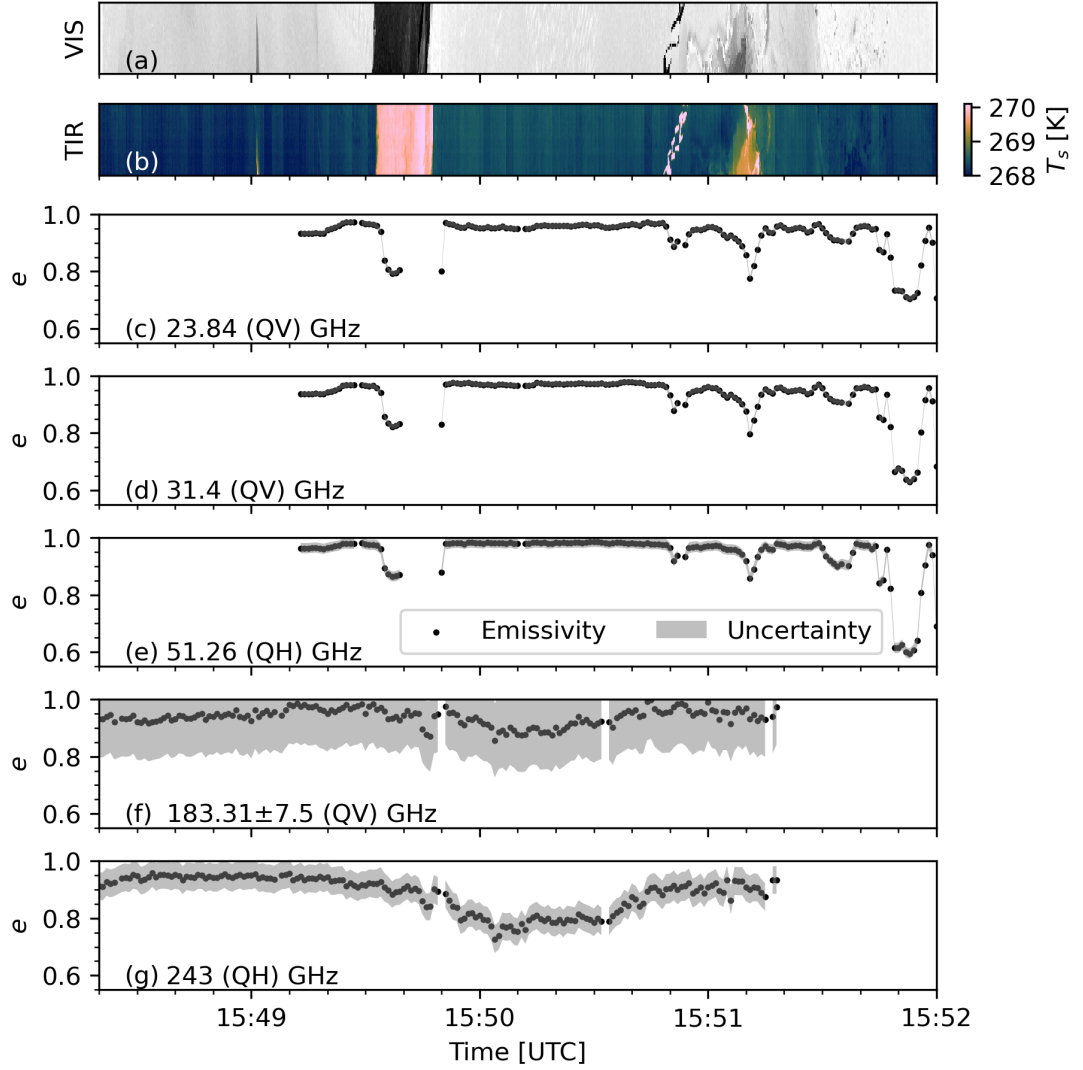 VIS
(a)
TIR
(b)
270
269
268
Ts [K]
1.0
0.8
0.6
e
(c) 23.84 (QV) GHz
1.0
0.8
0.6
e
(d) 31.4 (QV) GHz
1.0
0.8
0.6
e
Emissivity
Uncertainty
(e) 51.26 (QH) GHz
1.0
0.8
0.6
e
(f) 183.31±7.5 (QV) GHz
1.0
0.8
0.6
e
(g) 243 (QH) GHz
15:49 15:50 15:51 15:52
Time [UTC]